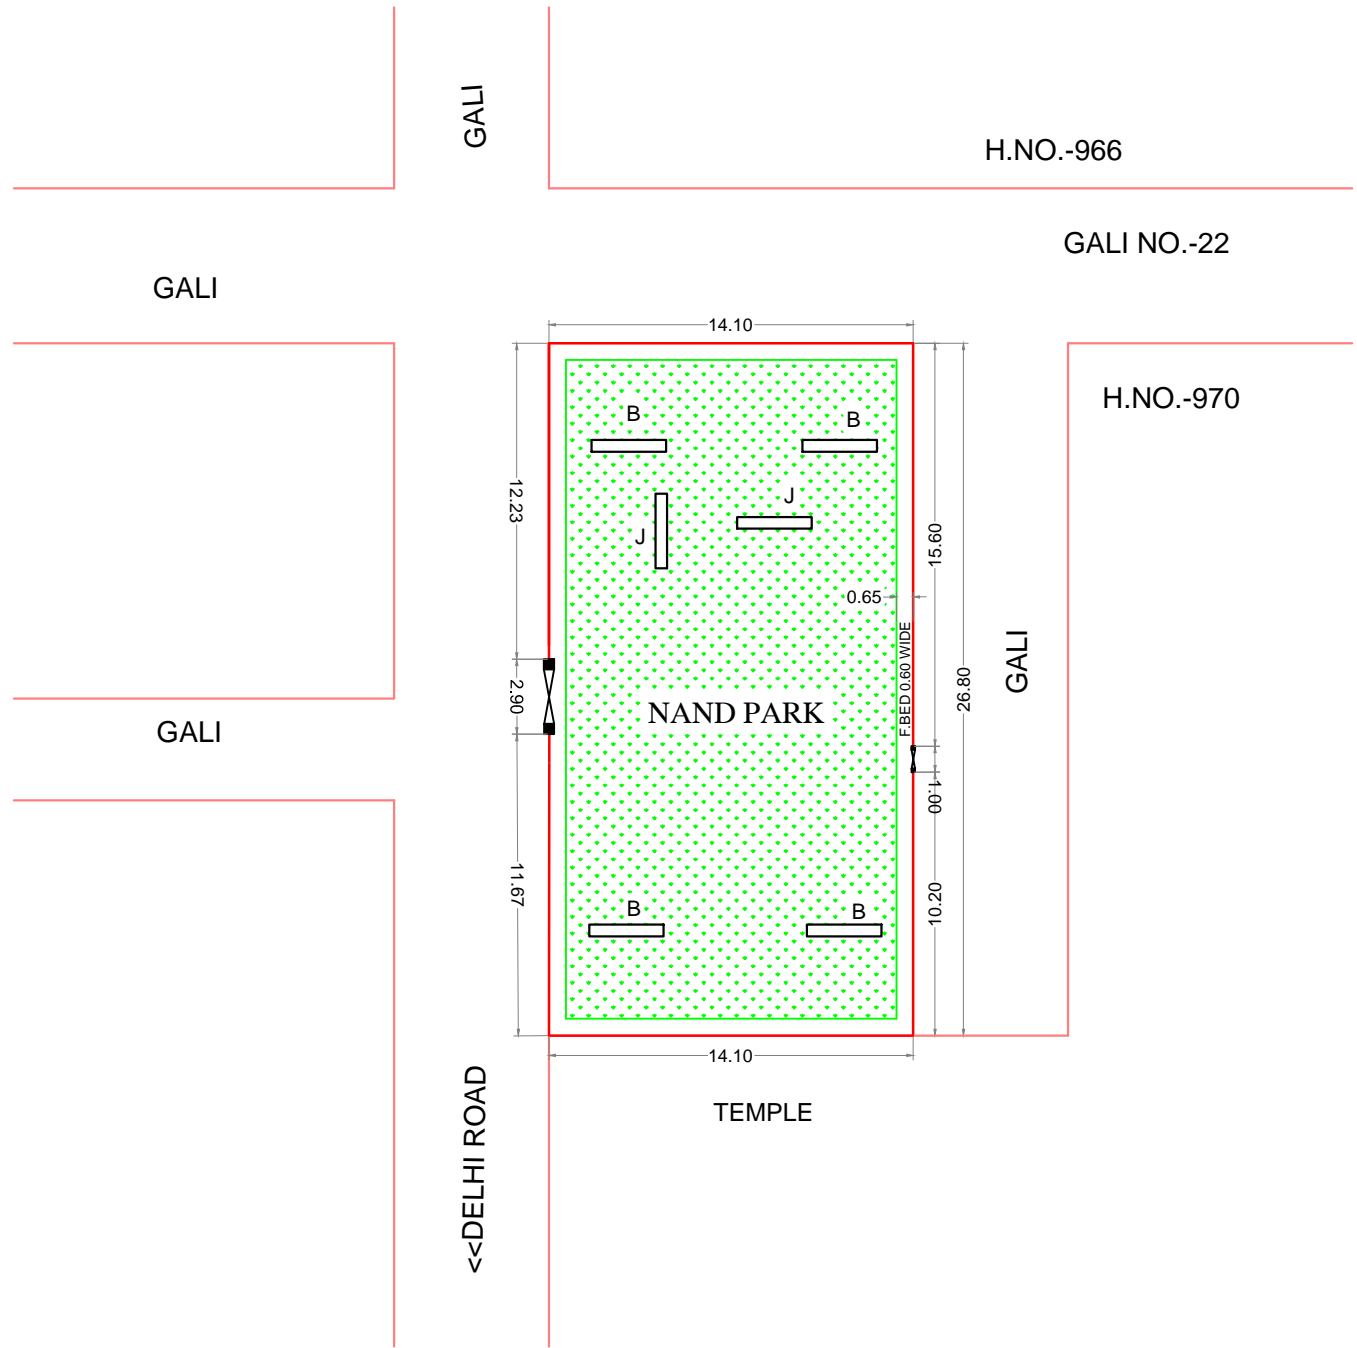 GALI
H.NO.-966
GALI NO.-22
GALI
14.10
H.NO.-970
B
B
12.23
J
J
15.60
0.65
F.BED 0.60 WIDE
GALI
26.80
2.90
NAND PARK
GALI
1.00
11.67
10.20
B
B
14.10
TEMPLE
<<DELHI ROAD